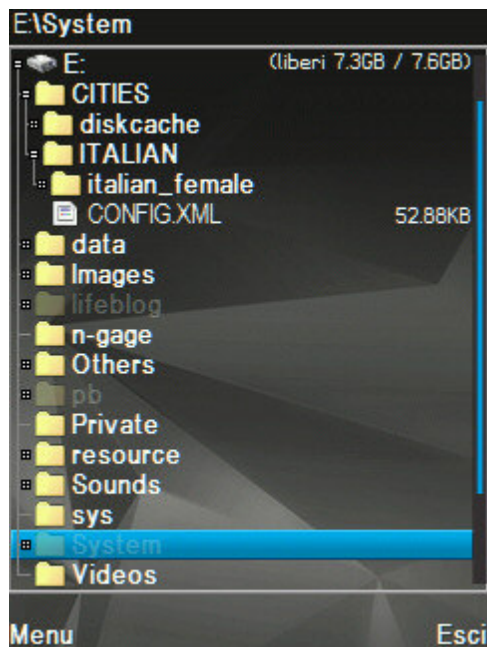 E:\System
E: (liberi 7.3GB / 7.6GB)
CITIES
diskcache
ITALIAN
italian_female
CONFIG.XML 52.88KB
data
Images
lifeblog
n-gage
Others
pb
Private
resource
Sounds
sys
System
Videos
Menu Esci